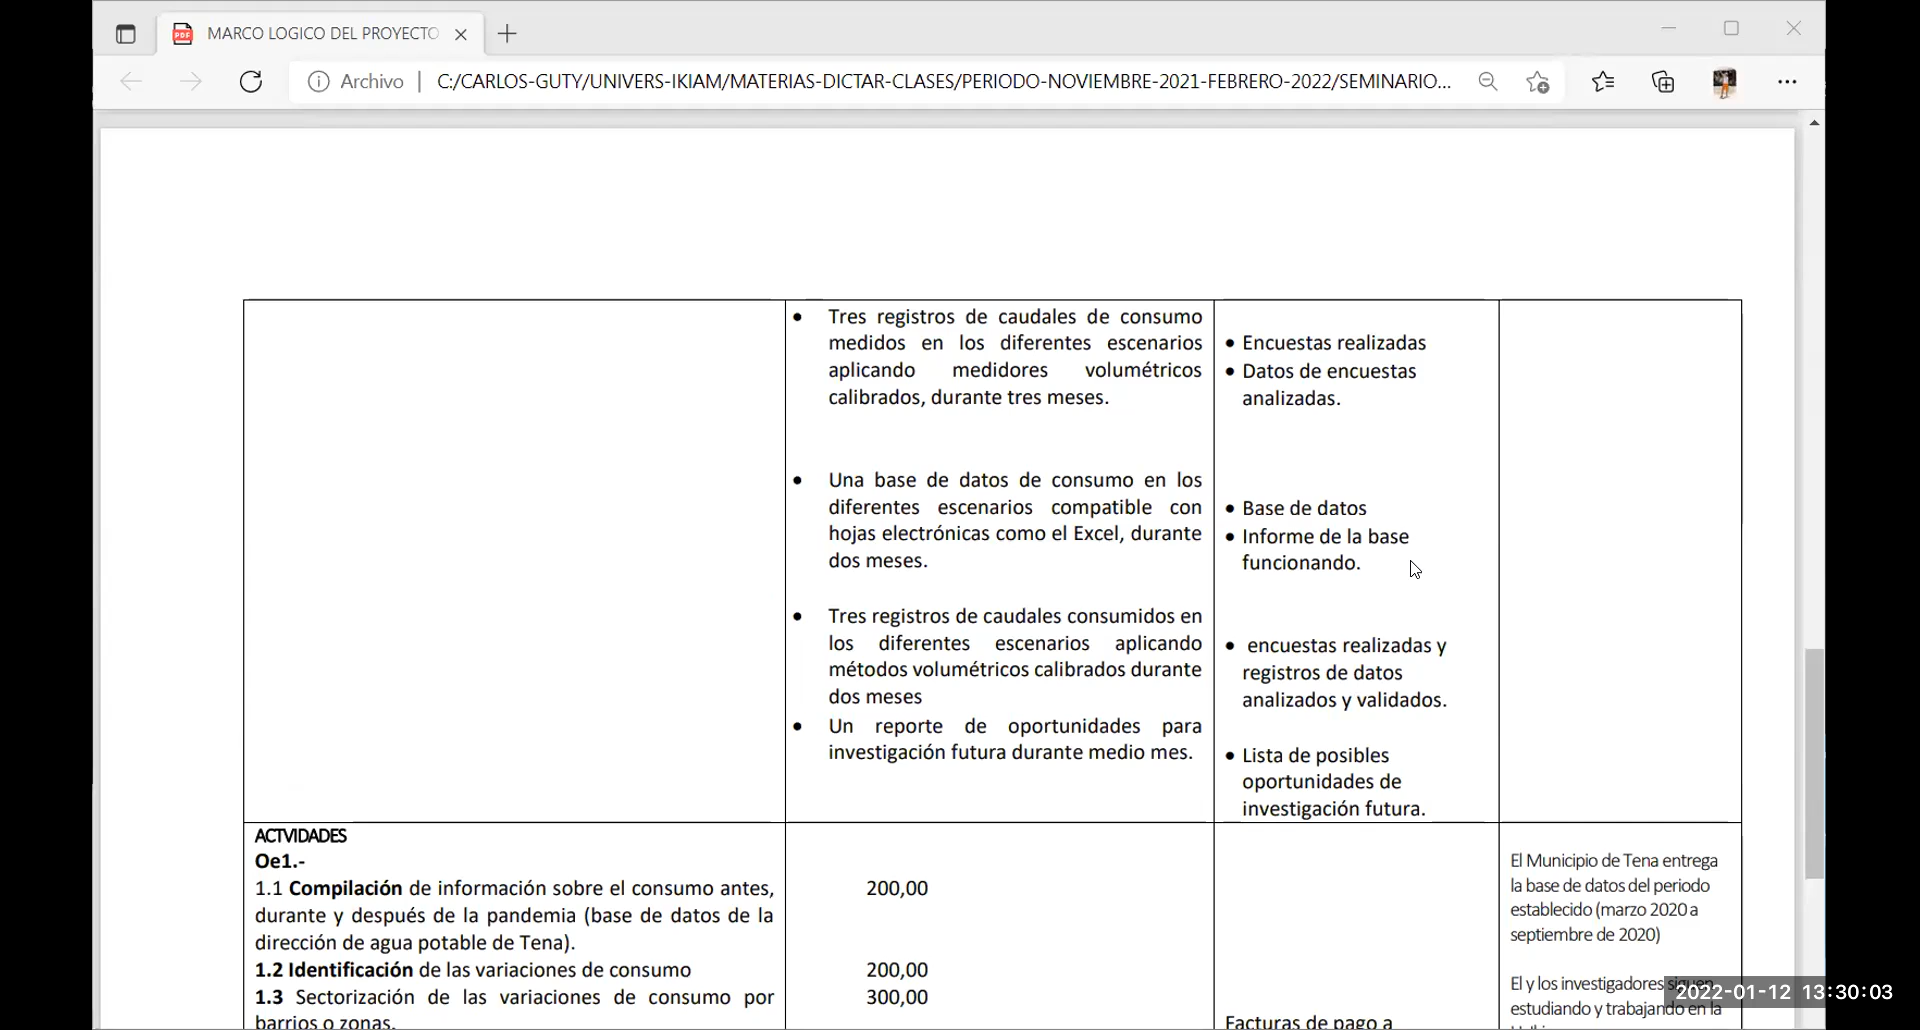 MARCO LOGICO DEL PROYECTO
Archivo | C:/CARLOS-GUTY/UNIVERS-IKIAM/MATERIAS-DICTAR-CLASES/PERIODO-NOVIEMBRE-2021-FEBRERO-2022/SEMINARIO...
• Tres registros de caudales de consumo
medidos en los diferentes escenarios
aplicando medidores volumétricos
calibrados, durante tres meses.
• Una base de datos de consumo en los
diferentes escenarios compatible con
hojas electrónicas como el Excel, durante
dos meses.
• Tres registros de caudales consumidos en
los diferentes escenarios aplicando
métodos volumétricos calibrados durante
dos meses
• Un reporte de oportunidades para
investigación futura durante medio mes.
• Encuestas realizadas
• Datos de encuestas
analizadas.
• Base de datos
• Informe de la base
funcionando.
• encuestas realizadas y
registros de datos
analizados y validados.
• Lista de posibles
oportunidades de
investigación futura.
ACTVIDADES
Oe1.-
1.1 Compilación de información sobre el consumo antes,
durante y después de la pandemia (base de datos de la
dirección de agua potable de Tena).
1.2 Identificación de las variaciones de consumo
1.3 Sectorización de las variaciones de consumo por
barrios o zonas.
200,00
200,00
300,00
Facturas de pago a
El Municipio de Tena entrega
la base de datos del periodo
establecido (marzo 2020 a
septiembre de 2020)
El y los investigadores siguen
estudiando y trabajando en la
2022-01-12 13:30:03